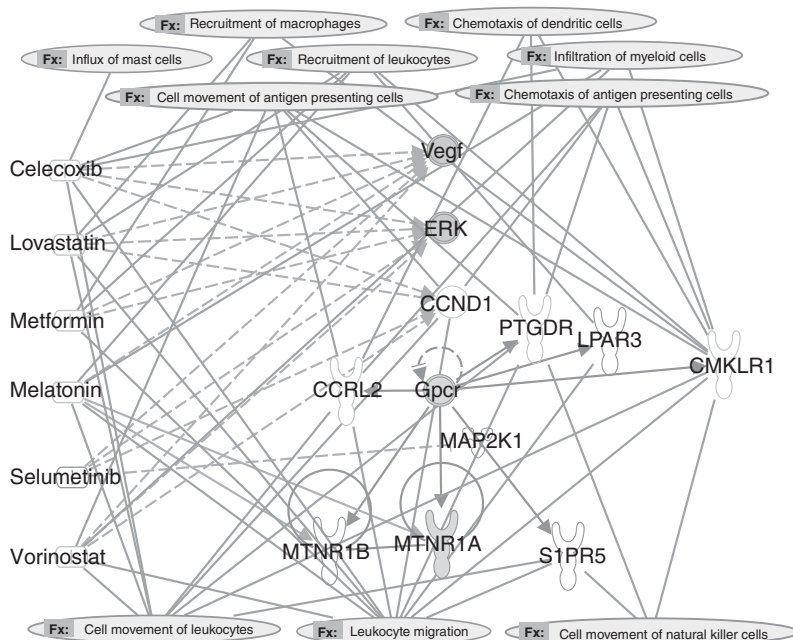 Fx: Recruitment of macrophages
Fx: Chemotaxis of dendritic cells
Fx: Influx of mast cells
Fx: Recruitment of leukocytes
Fx: Infiltration of myeloid cells
Fx: Cell movement of antigen presenting cells
Fx: Chemotaxis of antigen presenting cells
Vegf
Celecoxib
ERK
Lovastatin
CCND1
Metformin
PTGDR
LPAR3
CMKLR1
Melatonin
CCRL2
Gpcr
MAP2K1
Selumetinib
MTNR1B
MTNR1A
S1PR5
Vorinostat
Fx: Cell movement of leukocytes
Fx: Leukocyte migration
Fx: Cell movement of natural killer cells